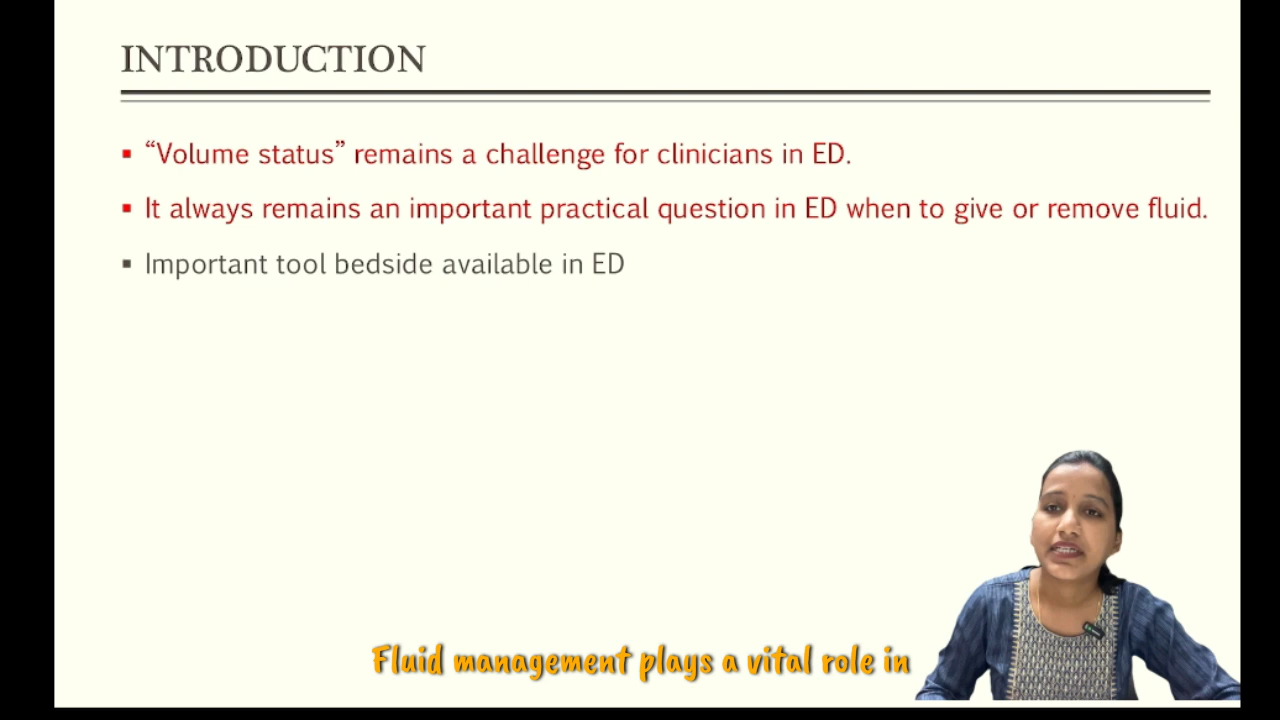 INTRODUCTION
“Volume status” remains a challenge for clinicians in ED.
It always remains an important practical question in ED when to give or remove fluid.
Important tool bedside available in ED
Fluid management plays a vital role in